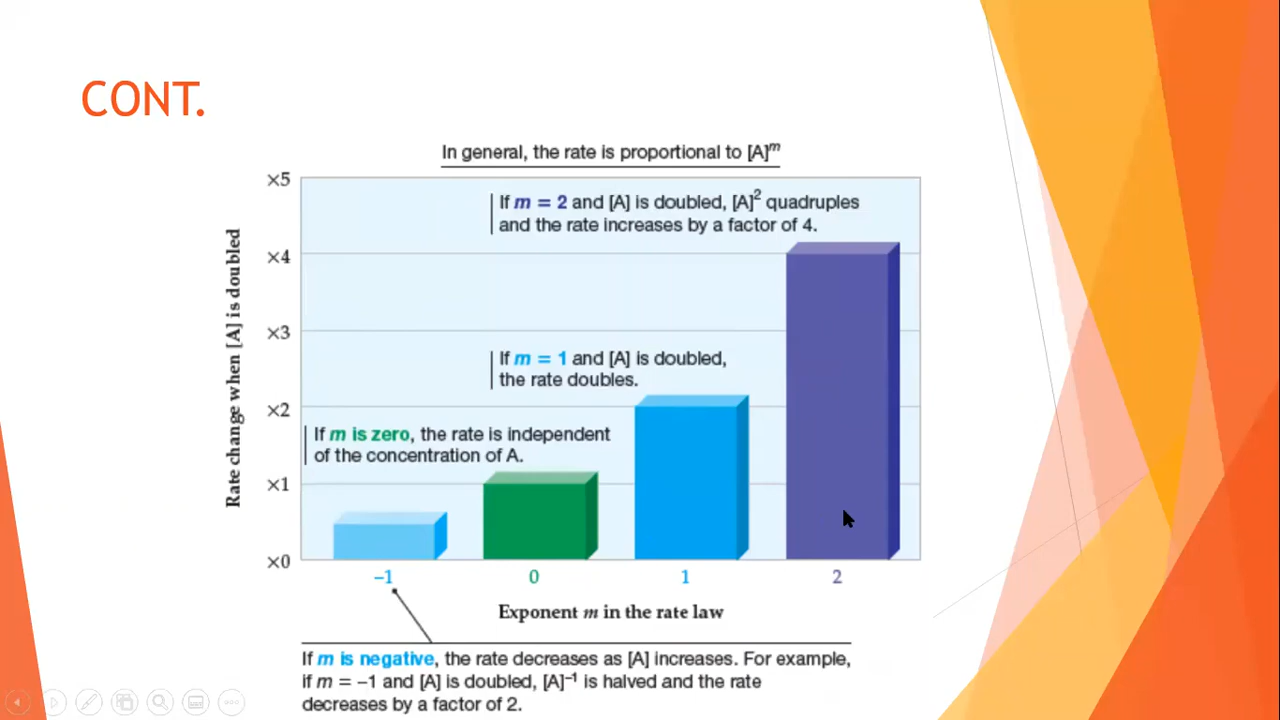 CONT.
In general, the rate is proportional to [A]ᵐ
×5
If m = 2 and [A] is doubled, [A]² quadruples
and the rate increases by a factor of 4.
×4
×3
If m = 1 and [A] is doubled,
the rate doubles.
×2
If m is zero, the rate is independent
of the concentration of A.
×1
×0
Rate change when [A] is doubled
–1
0
1
2
Exponent m in the rate law
If m is negative, the rate decreases as [A] increases. For example,
if m = –1 and [A] is doubled, [A]⁻¹ is halved and the rate
decreases by a factor of 2.